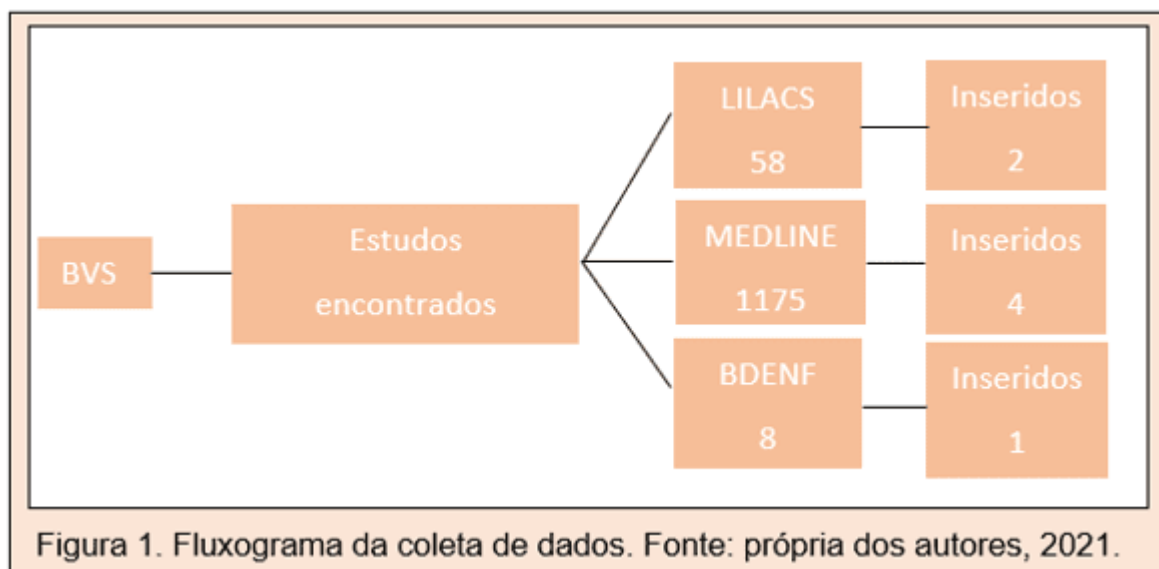 BVS
Estudos
encontrados
LILACS
58
Inseridos
2
MEDLINE
1175
Inseridos
4
BDENF
8
Inseridos
1
Figura 1. Fluxograma da coleta de dados. Fonte: própria dos autores, 2021.